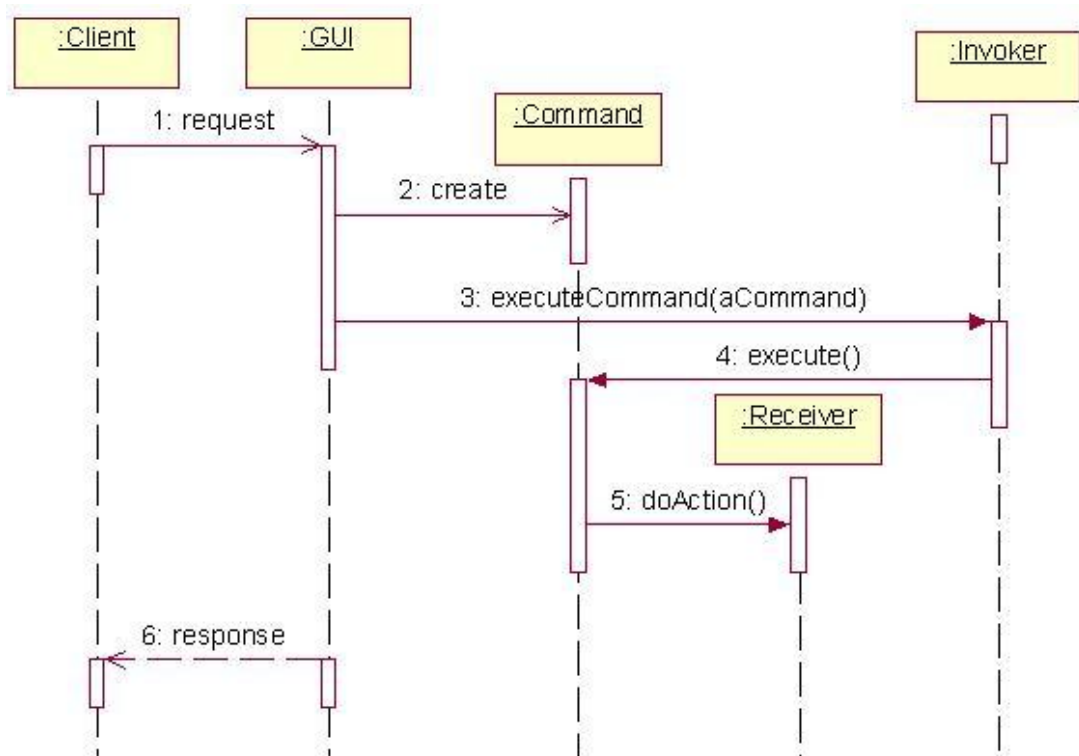 :Client
:GUI
:Invoker
:Command
1: request
2: create
3: executeCommand(aCommand)
4: execute()
:Receiver
5: doAction()
6: response